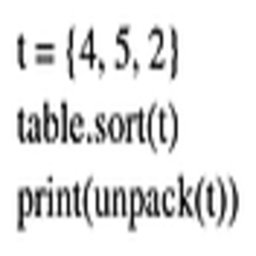 t = {4, 5, 2}
table.sort(t)
print(unpack(t))